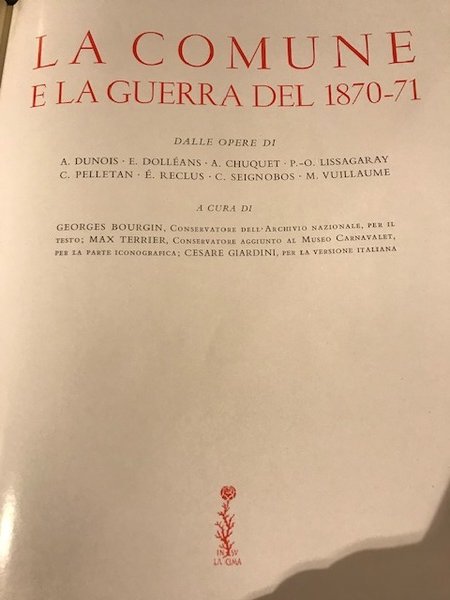 LA COMUNE
E LA GUERRA DEL 1870-71
DALLE OPERE DI
A. DUNOIS · E. DOLLÉANS · A. CHUQUET · P.-O. LISSAGARAY
C. PELLETAN · É. RECLUS · C. SEIGNOBOS · M. VUILLAUME
A CURA DI
GEORGES BOURGIN, CONSERVATORE DELL'ARCHIVIO NAZIONALE, PER IL
TESTO; MAX TERRIER, CONSERVATORE AGGIUNTO AL MUSEO CARNAVALET,
PER LA PARTE ICONOGRAFICA; CESARE GIARDINI, PER LA VERSIONE ITALIANA
IN SV
LA CIMA